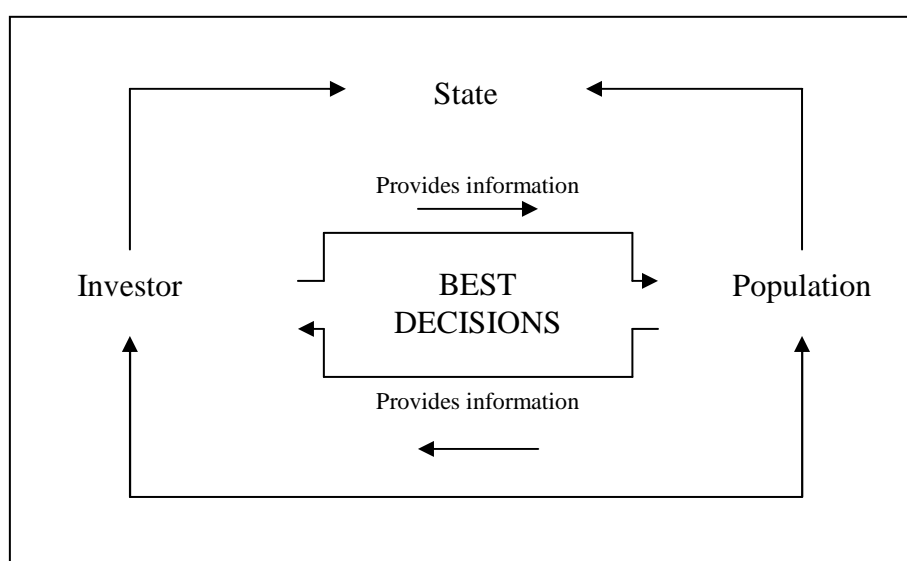 State
Provides information
Investor
BEST
DECISIONS
Population
Provides information